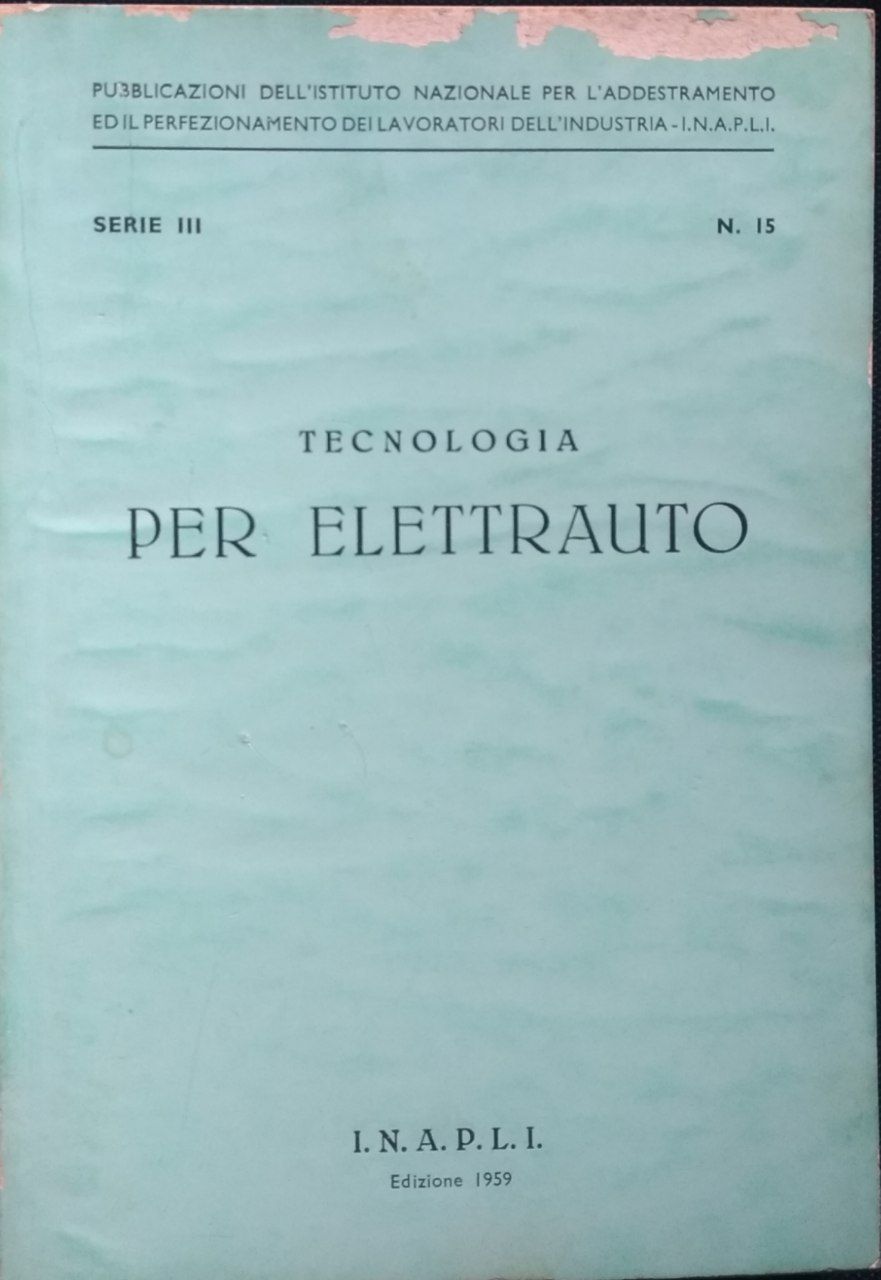 PUBBLICAZIONI DELL'ISTITUTO NAZIONALE PER L'ADDESTRAMENTO
ED IL PERFEZIONAMENTO DEI LAVORATORI DELL'INDUSTRIA - I.N.A.P.L.I.
SERIE III N. 15
TECNOLOGIA
PER ELETTRAUTO
I. N. A. P. L. I.
Edizione 1959